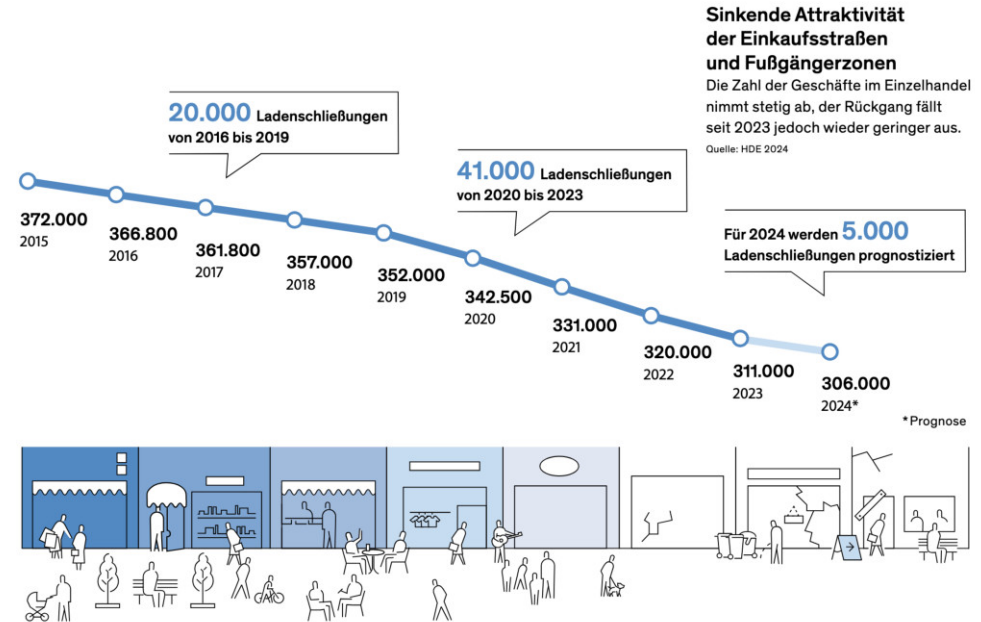 Sinkende Attraktivität
der Einkaufsstraßen
und Fußgängerzonen
Die Zahl der Geschäfte im Einzelhandel
nimmt stetig ab, der Rückgang fällt
seit 2023 jedoch wieder geringer aus.
Quelle: HDE 2024
20.000 Ladenschließungen
von 2016 bis 2019
41.000 Ladenschließungen
von 2020 bis 2023
Für 2024 werden 5.000
Ladenschließungen prognostiziert
372.000
2015
366.800
2016
361.800
2017
357.000
2018
352.000
2019
342.500
2020
331.000
2021
320.000
2022
311.000
2023
306.000
2024*
*Prognose